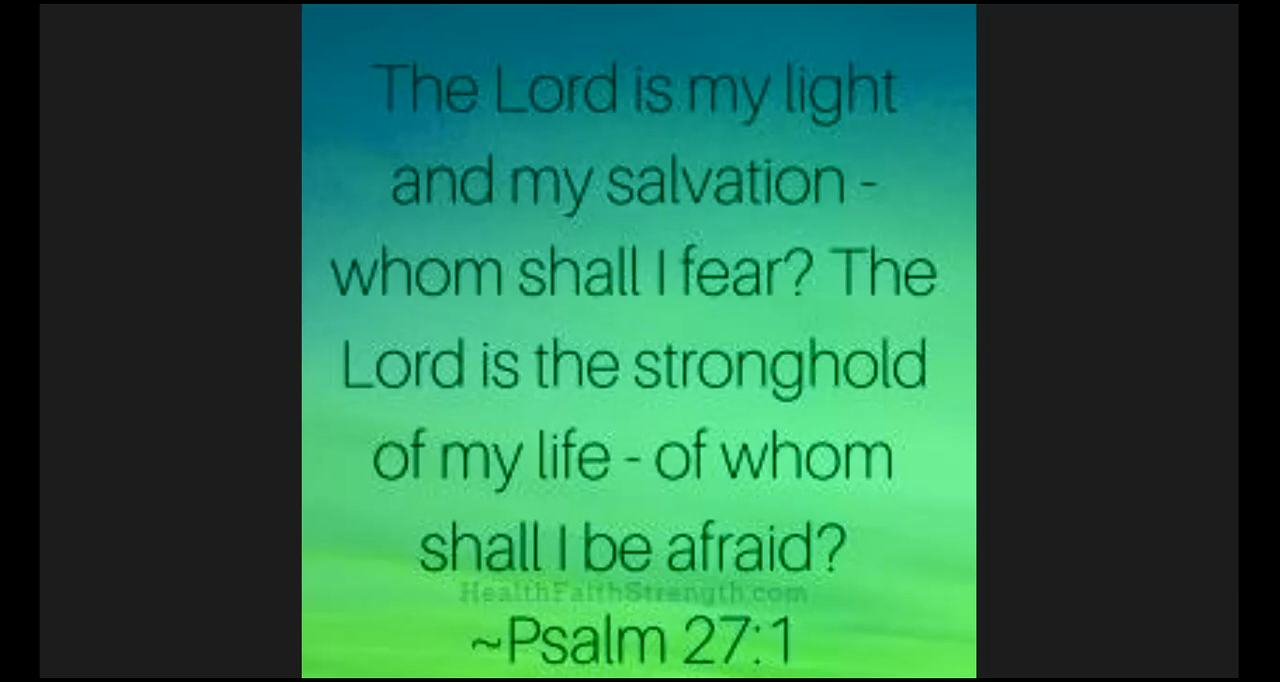 The Lord is my light
and my salvation -
whom shall I fear? The
Lord is the stronghold
of my life - of whom
shall I be afraid?
HealthFaithStrength.com
~Psalm 27:1